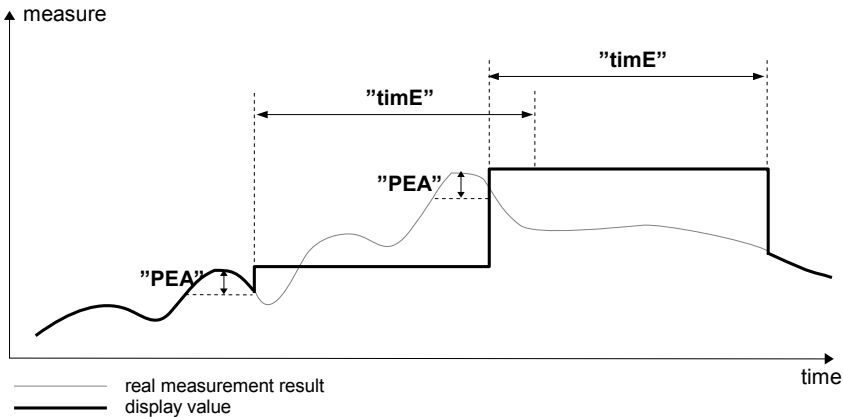 measure
”timE”
”timE”
”PEA”
”PEA”
time
real measurement result
display value